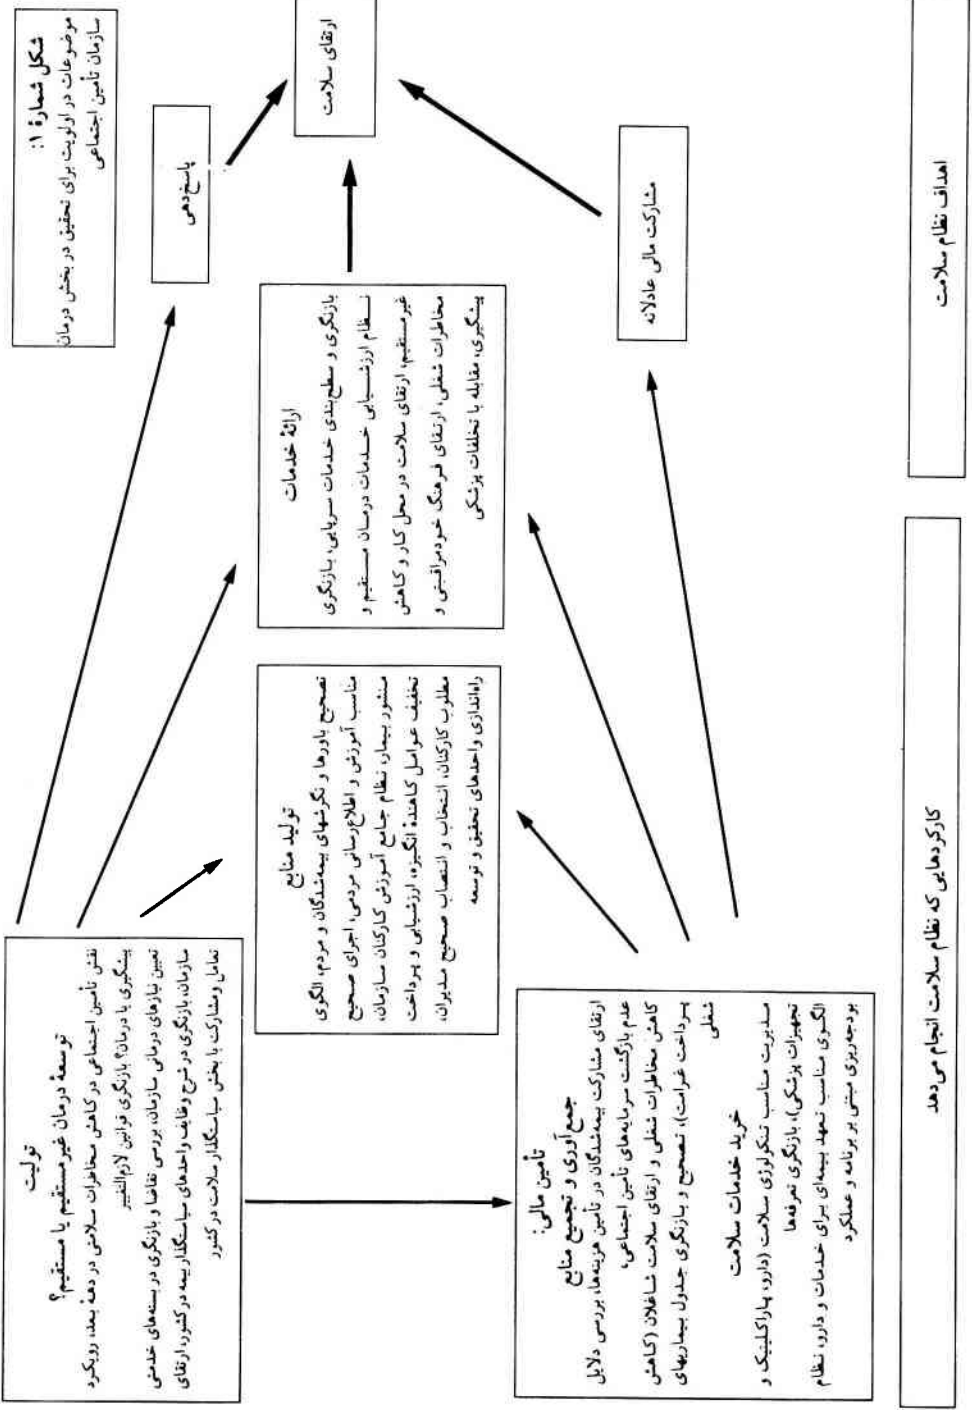 شکل شمارهٔ ۱:
موضوعات در اولویت برای تحقیق در بخش درمان
سازمان تأمین اجتماعی
تولیت
توسعهٔ درمان غیرمستقیم یا مستقیم؟
نقش تأمین اجتماعی در کاهش مخاطرات سلامتی در دههٔ بعد، رویکرد
پیشگیری یا درمان؟ بازنگری قوانین لازم‌التغییر
تعیین نیازهای درمانی سازمان، بررسی تقاضا و بازنگری در بسته‌های خدمتی
سازمان، بازنگری در شرح وظایف واحدهای سیاستگذار بیمه در کشور، ارتقای
تعامل و مشارکت با بخش سیاستگذار سلامت در کشور
تولید منابع
تصحیح باورها و نگرشهای بیمه‌شدگان و مردم، الگوی
مناسب آموزش و اطلاع‌رسانی مردمی، اجرای صحیح
منشور بیمار، نظام جامع آموزش کارکنان سازمان،
تخفیف عوامل کاهندهٔ انگیزه، ارزشیابی و پرداخت
مطلوب کارکنان، انتخاب و انتصاب صحیح مدیران،
راه‌اندازی واحدهای تحقیق و توسعه
ارائهٔ خدمات
بازنگری و سطح‌بندی خدمات سرپایی، بازنگری
نظام ارزشیابی خدمات درمان مستقیم و
غیرمستقیم، ارتقای سلامت در محل کار و کاهش
مخاطرات شغلی، ارتقای فرهنگ خودمراقبتی و
پیشگیری، مقابله با تخلفات پزشکی
پاسخ‌دهی
ارتقای سلامت
مشارکت مالی عادلانه
تأمین مالی:
جمع‌آوری و تجمیع منابع
ارتقای مشارکت بیمه‌شدگان در تأمین هزینه‌ها، بررسی دلایل
عدم بازگشت سرمایه‌های تأمین اجتماعی،
کاهش مخاطرات شغلی و ارتقای سلامت شاغلان (کاهش
پرداخت غرامت)، تصحیح و بازنگری جدول بیماریهای
شغلی
خرید خدمات سلامت
مدیریت مناسب تکنولوژی سلامت (دارو، پاراکلینیک و
تجهیزات پزشکی)، بازنگری تعرفه‌ها
الگوی مناسب تعهد بیمه‌ای برای خدمات و دارو، نظام
بودجه‌ریزی مبتنی بر برنامه و عملکرد
کارکردهایی که نظام سلامت انجام می‌دهد
اهداف نظام سلامت